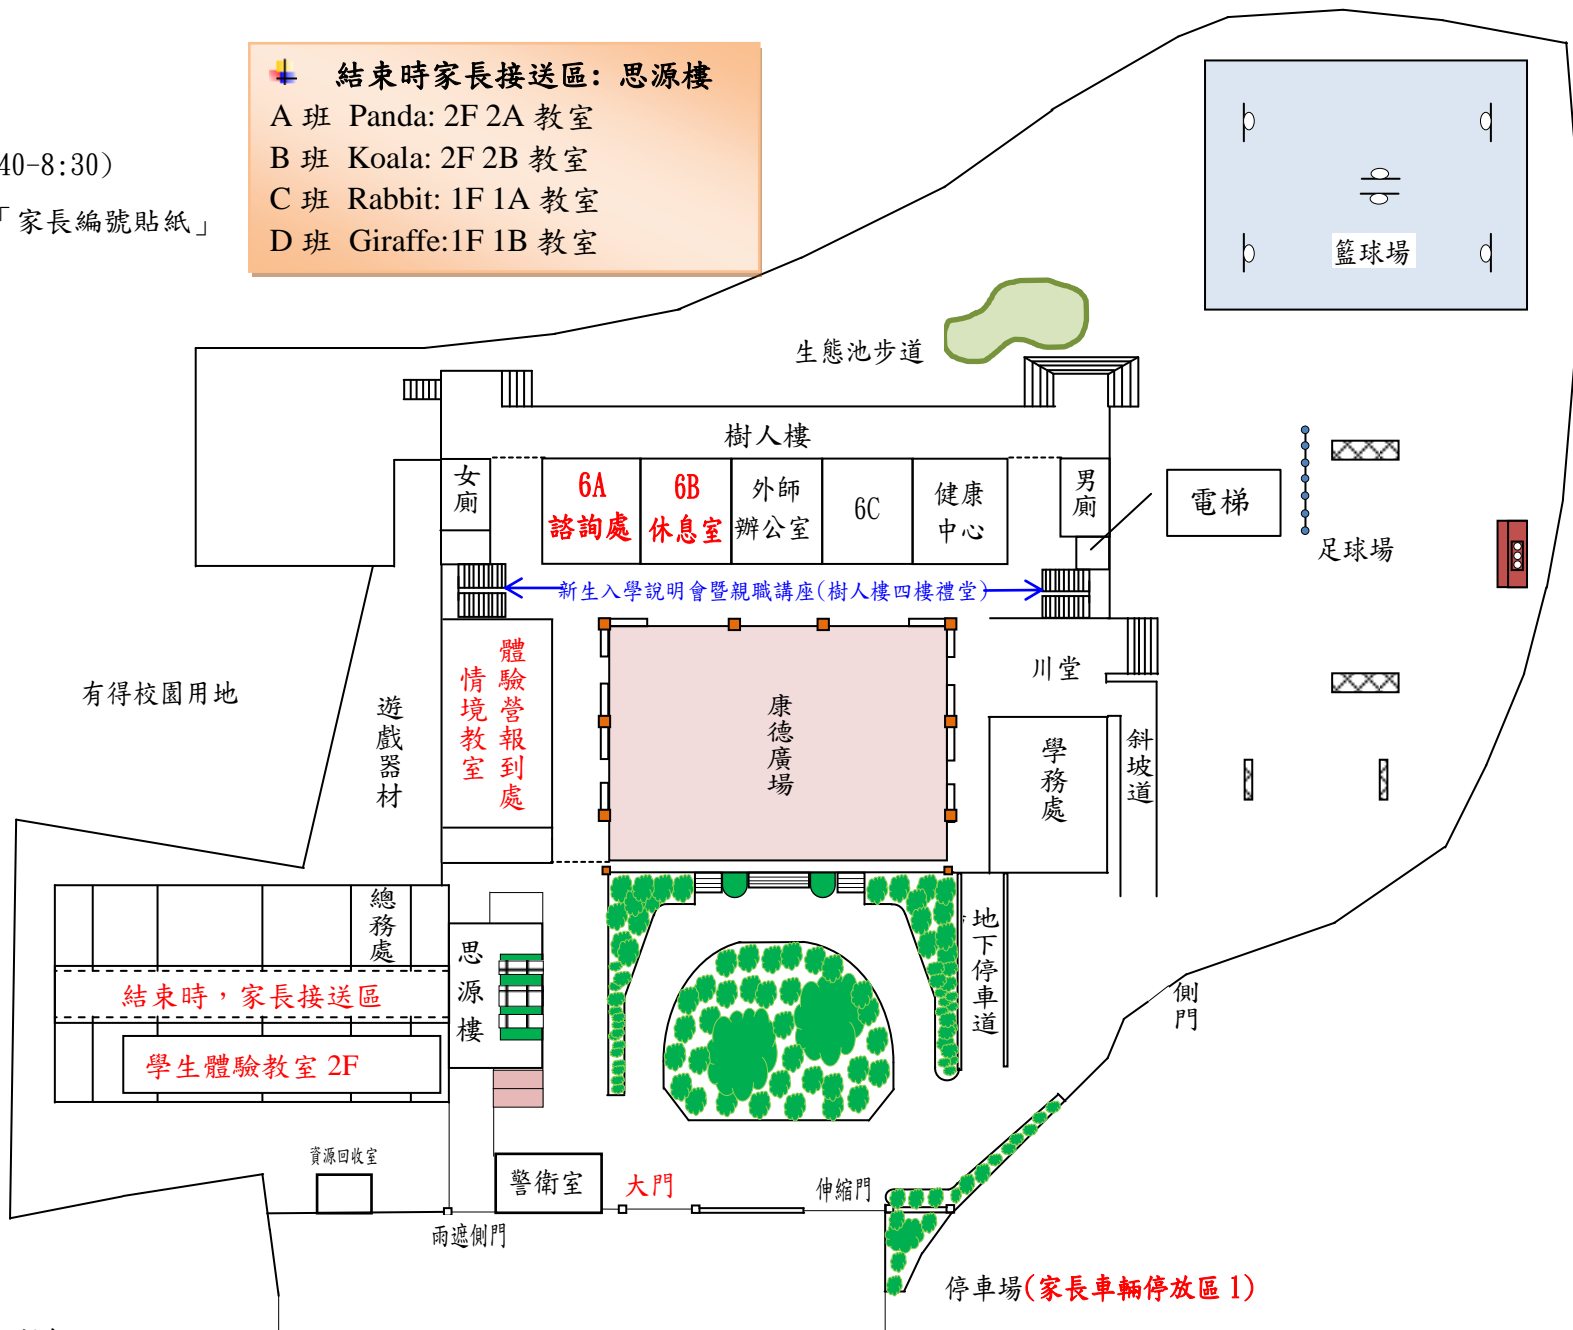 結束時家長接送區: 思源樓
A 班 Panda: 2F 2A 教室
B 班 Koala: 2F 2B 教室
C 班 Rabbit: 1F 1A 教室
D 班 Giraffe:1F 1B 教室
40-8:30)
「家長編號貼紙」
籃球場
生態池步道
樹人樓
女廁
6A
諮詢處
6B
休息室
外師
辦公室
6C
健康
中心
男廁
電梯
足球場
新生入學說明會暨親職講座(樹人樓四樓禮堂)
體驗營報到處
情境教室
川堂
有得校園用地
遊戲器材
康德廣場
學務處
斜坡道
總務處
思源樓
地下停車道
側門
結束時，家長接送區
學生體驗教室 2F
資源回收室
警衛室
大門
伸縮門
雨遮側門
停車場(家長車輛停放區 1)